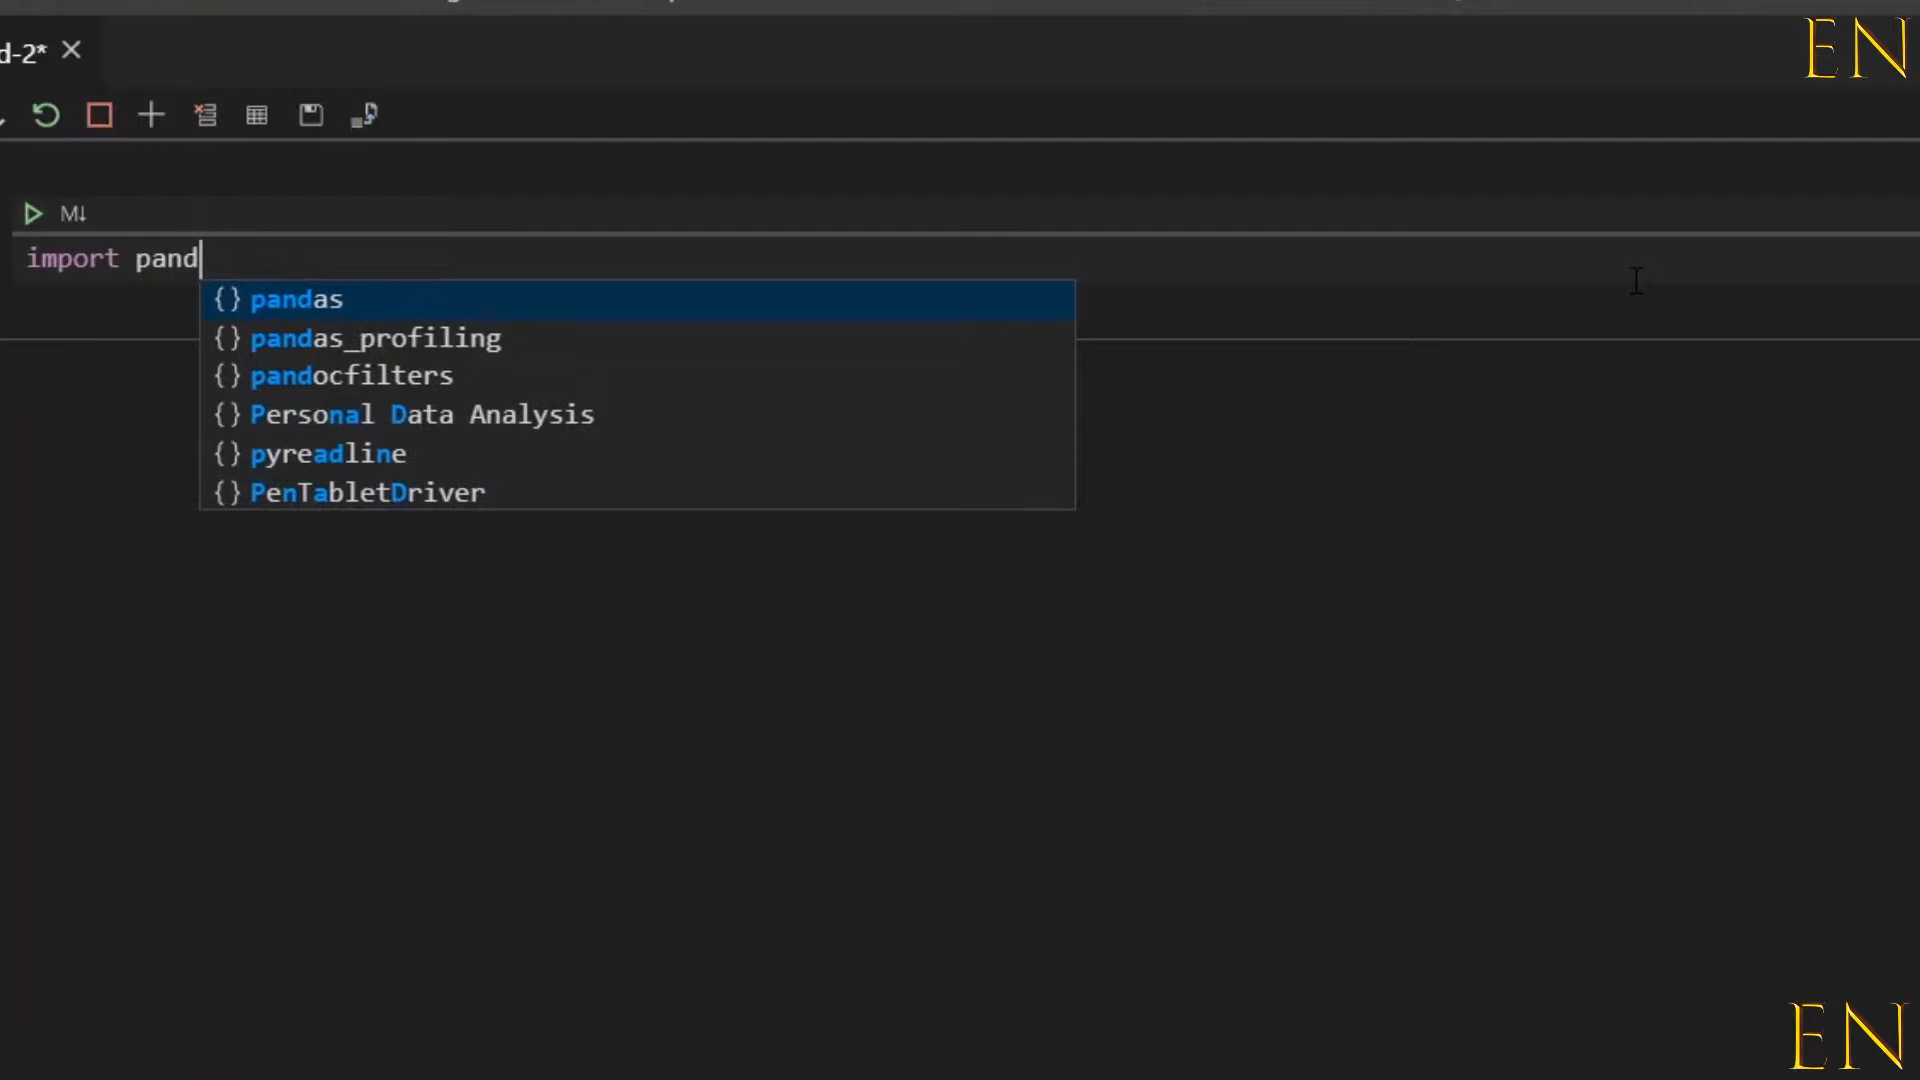 EN
d-2*
M↓
import pand
{} pandas
{} pandas_profiling
{} pandocfilters
{} Personal Data Analysis
{} pyreadline
{} PenTabletDriver
EN